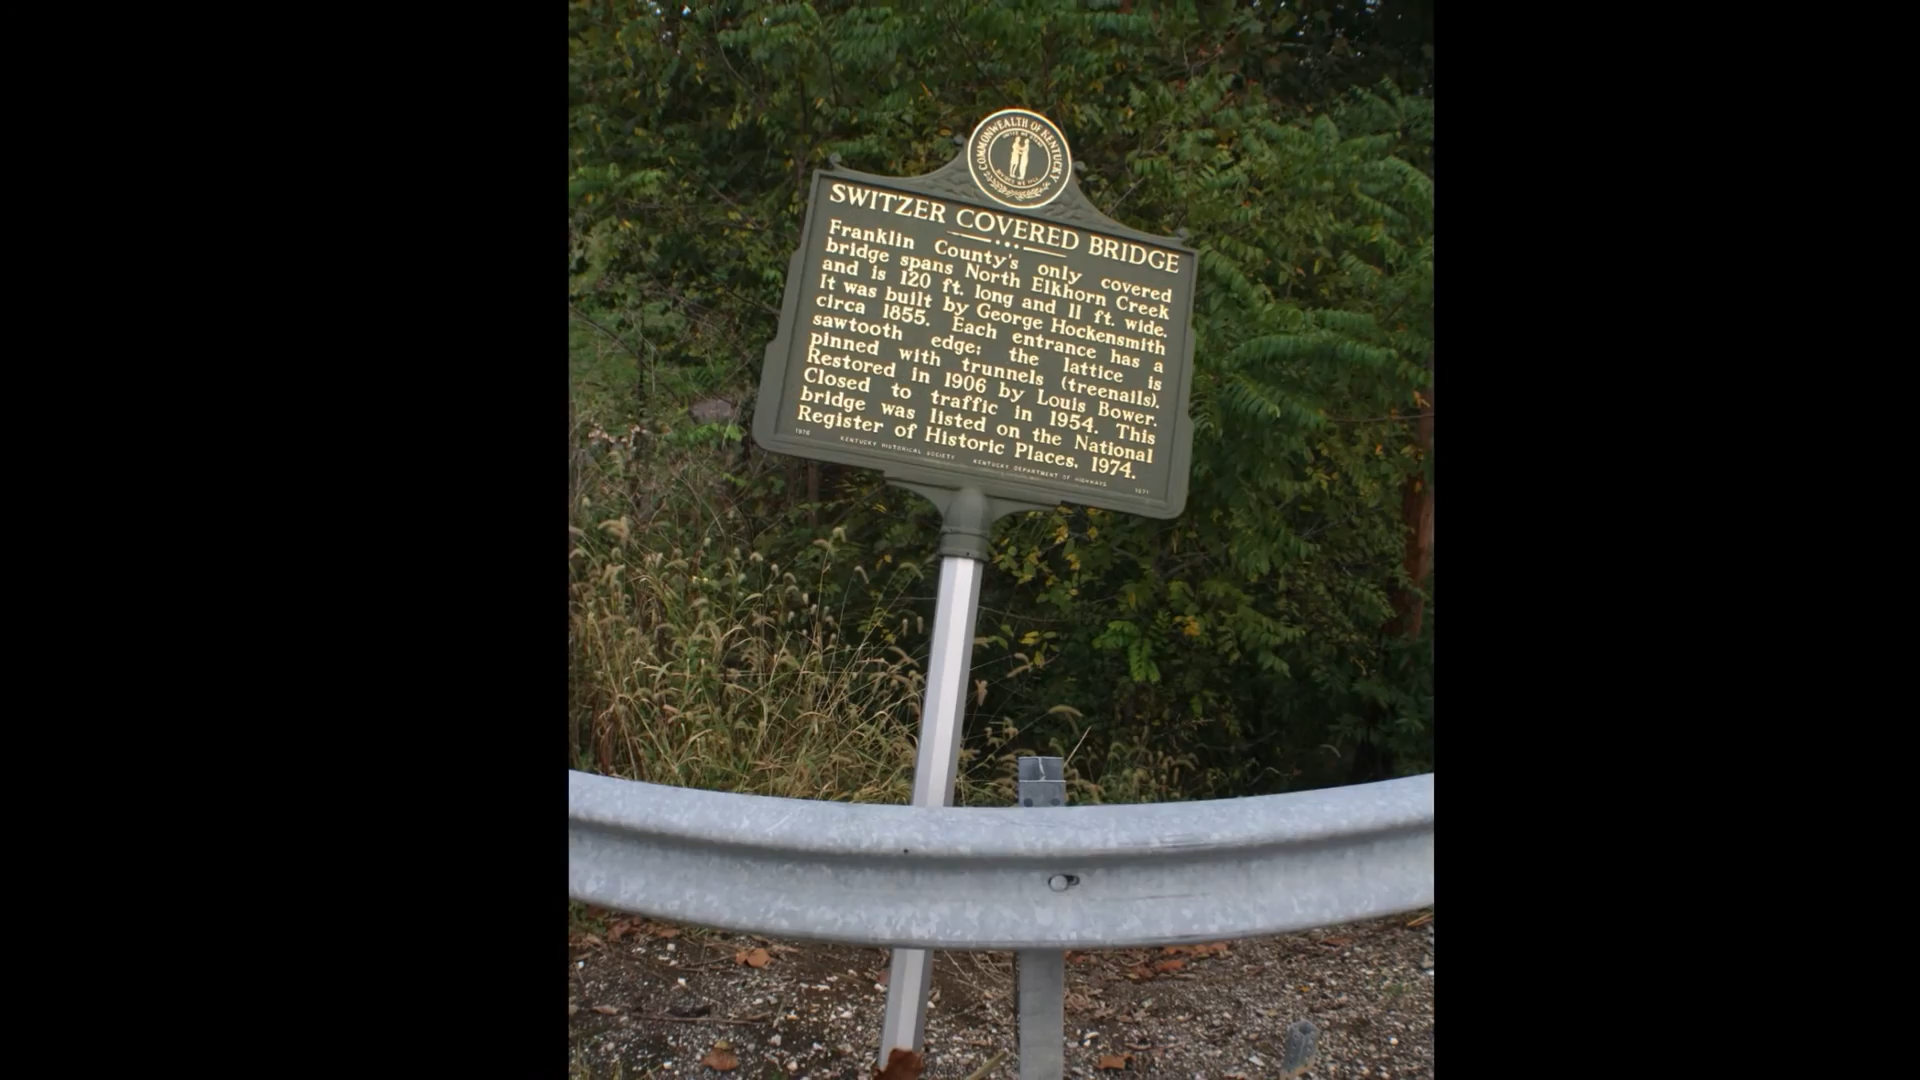 COMMONWEALTH OF KENTUCKY
SWITZER COVERED BRIDGE
Franklin County's only covered
bridge spans North Elkhorn Creek
and is 120 ft. long and 11 ft. wide.
It was built by George Hockensmith
circa 1855. Each entrance has a
sawtooth edge; the lattice is
pinned with trunnels (treenails).
Restored in 1906 by Louis Bower.
Closed to traffic in 1954. This
bridge was listed on the National
Register of Historic Places, 1974.
KENTUCKY HISTORICAL SOCIETY KENTUCKY DEPARTMENT OF HIGHWAYS